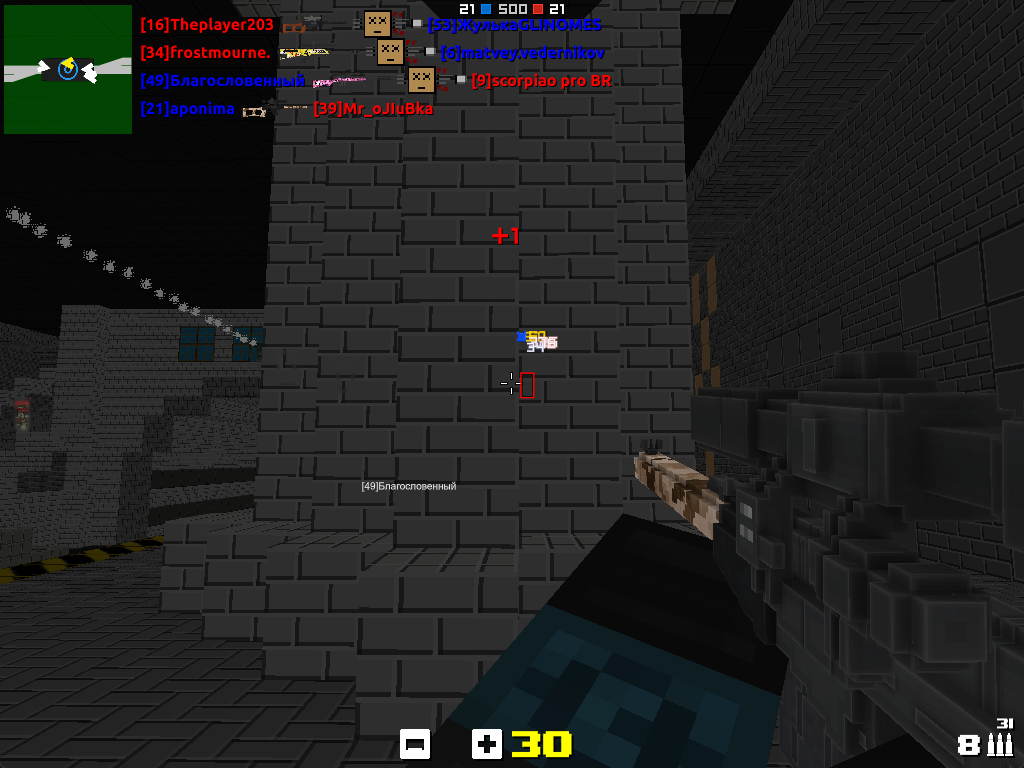 21 500 21
[16]Theplayer203 [53]ЖулькаGLINOMES
[34]frostmourne. [6]matvey.vedernikov
[49]Благословенный [9]scorpiao pro BR
[21]aponima [39]Mr_oJIuBka
+1
[49]Благословенный
30
31
8